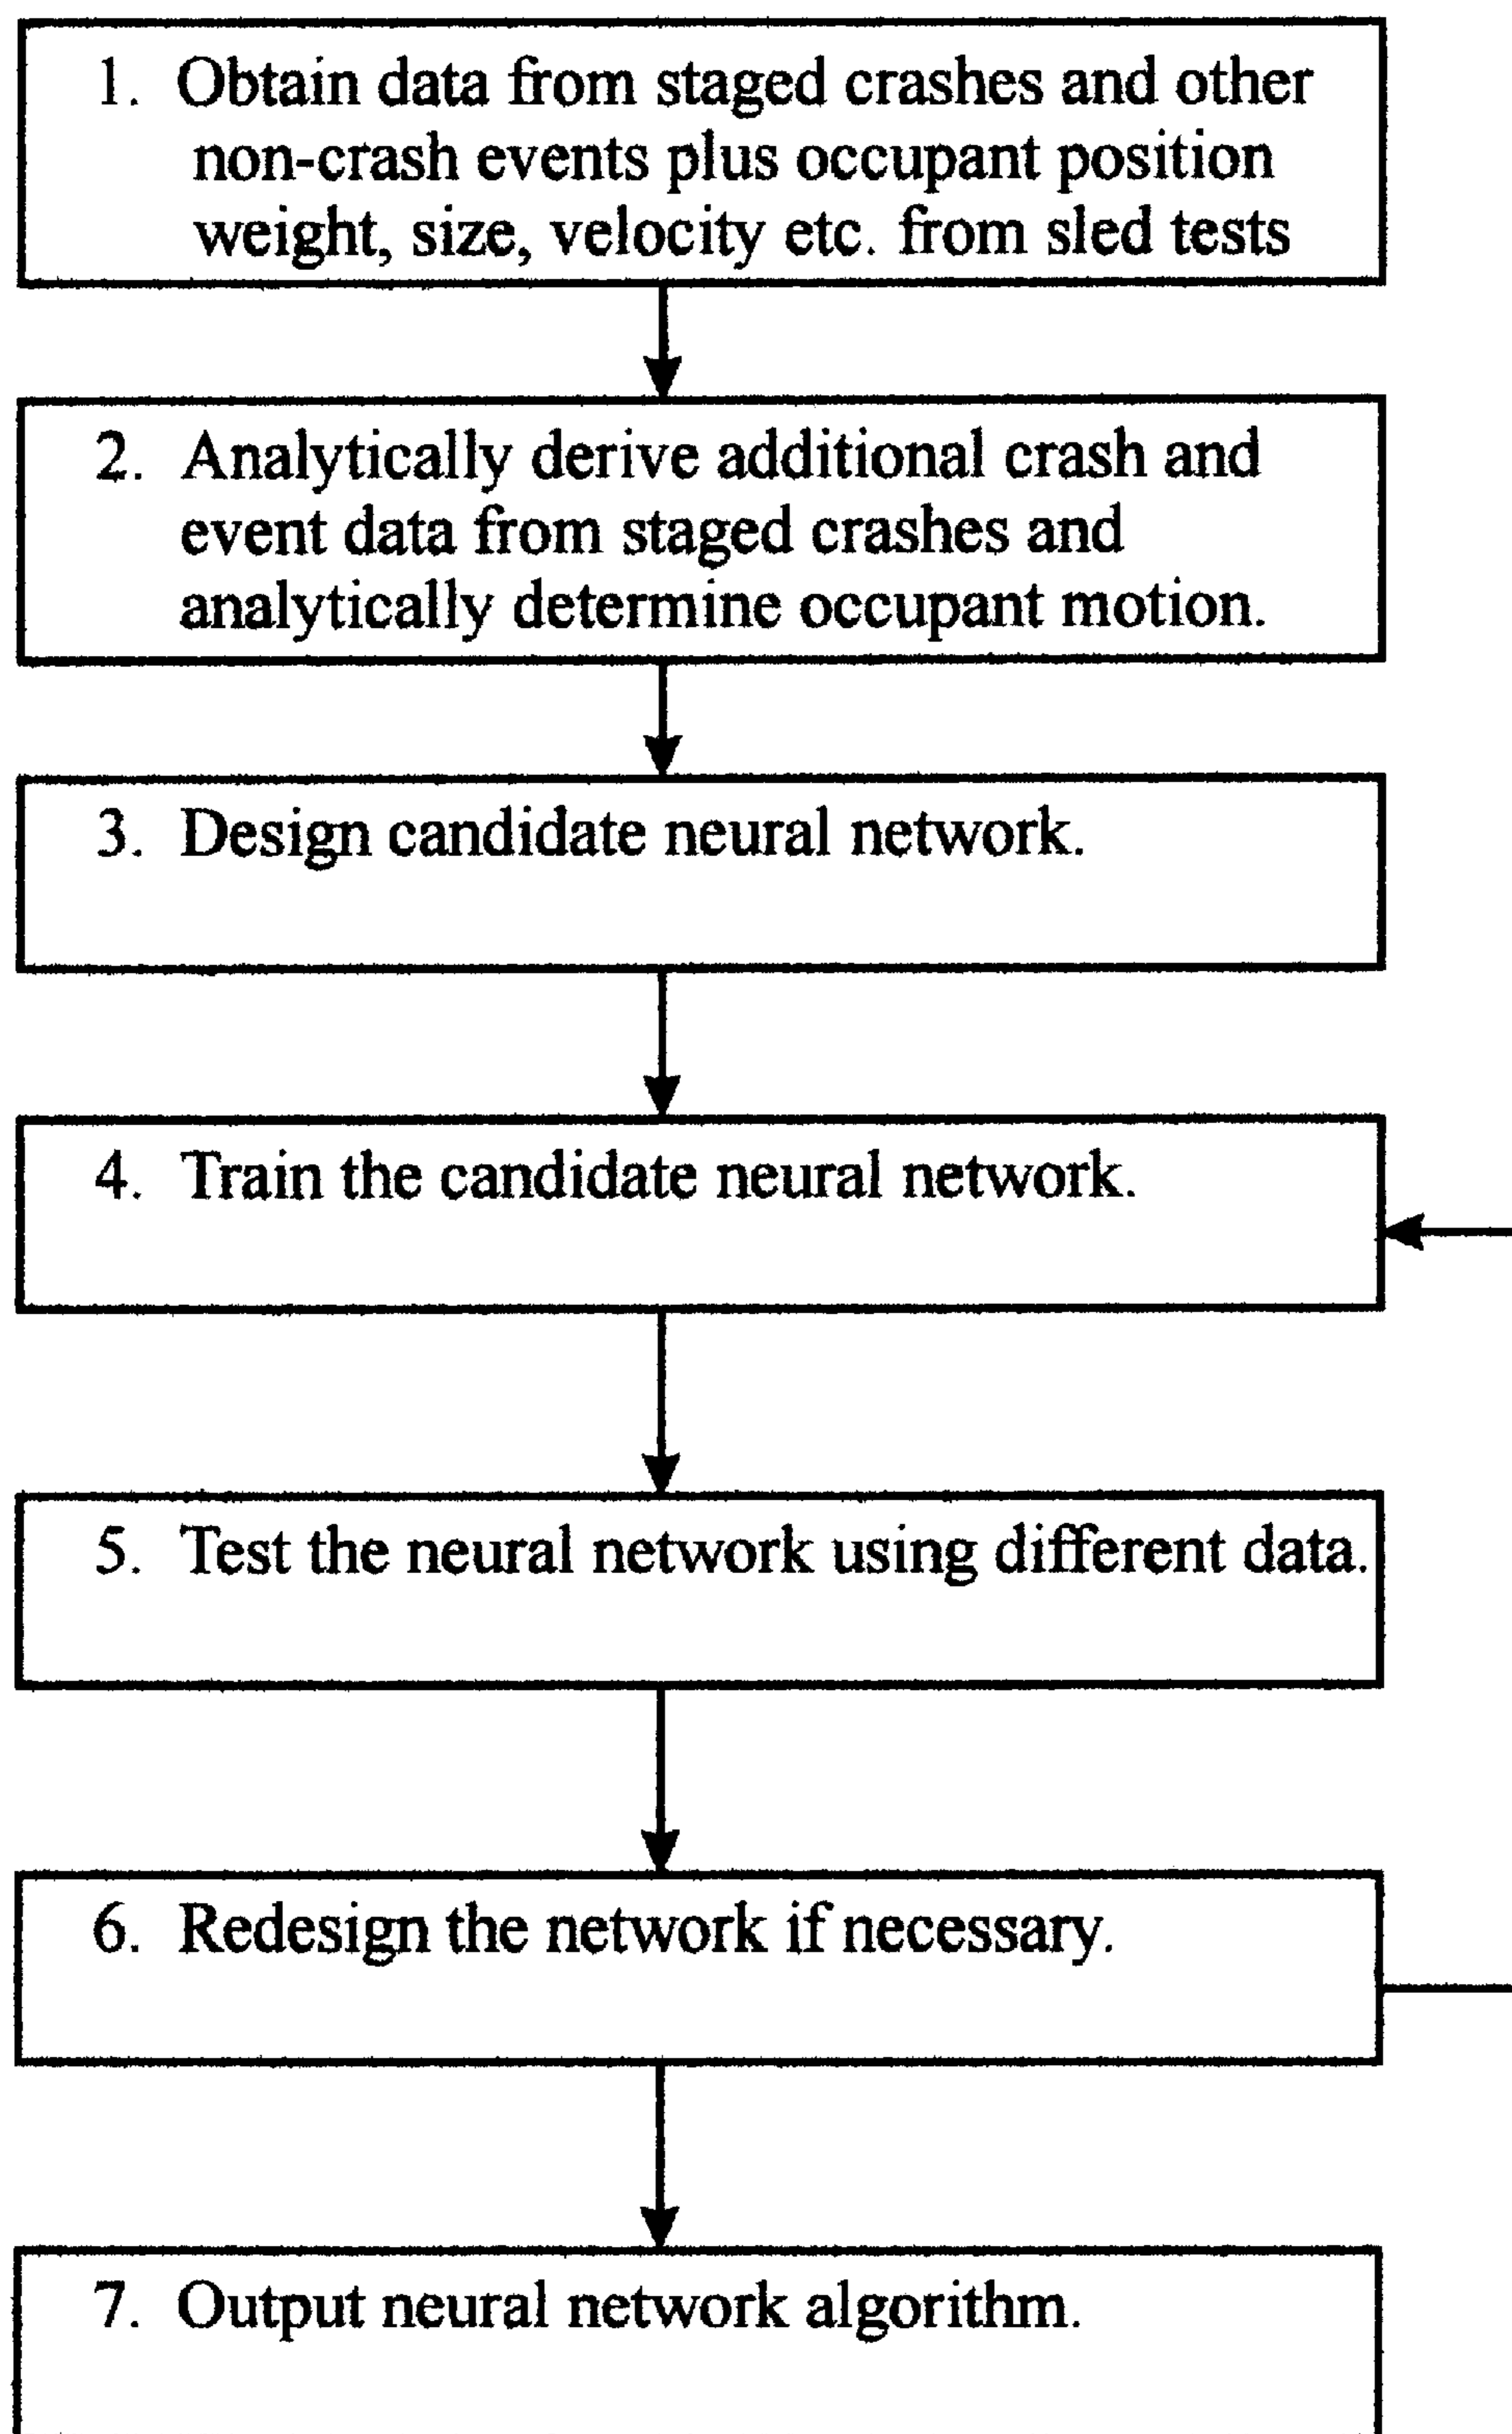 1. Obtain data from staged crashes and other
non-crash events plus occupant position
weight, size, velocity etc. from sled tests
2. Analytically derive additional crash and
event data from staged crashes and
analytically determine occupant motion.
3. Design candidate neural network.
4. Train the candidate neural network.
5. Test the neural network using different data.
6. Redesign the network if necessary.
7. Output neural network algorithm.